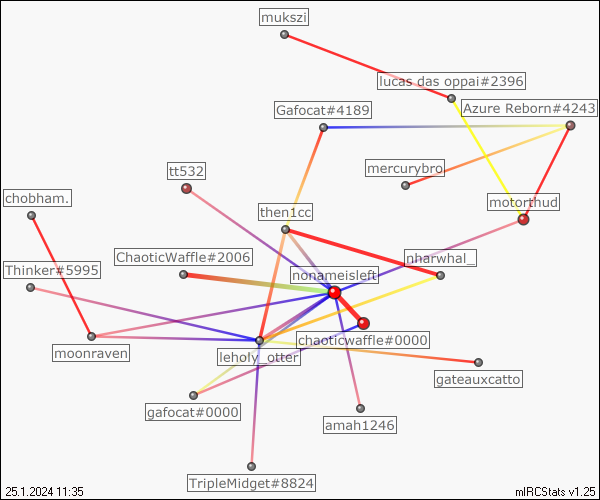 mukszi
lucas das oppai#2396
Gafocat#4189
Azure Reborn#4243
mercurybro
tt532
chobham.
motorthud
then1cc
ChaoticWaffle#2006
nharwhal_
Thinker#5995
nonameisleft
chaoticwaffle#0000
moonraven
leholy_otter
gateauxcatto
gafocat#0000
amah1246
TripleMidget#8824
25.1.2024 11:35
mIRCStats v1.25